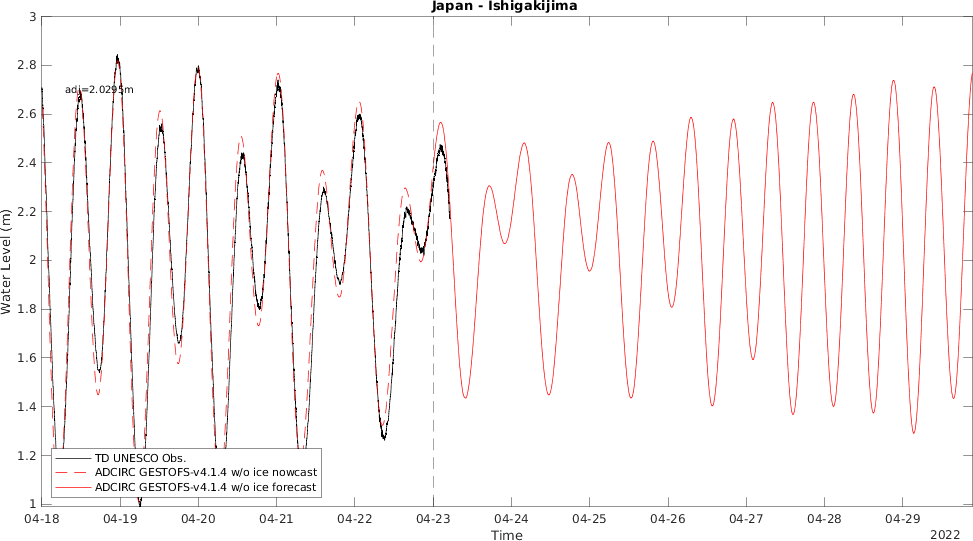 Japan - Ishigakijima
3
2.8
adj=2.0295m
2.6
2.4
2.2
2
1.8
1.6
1.4
1.2
1
Water Level (m)
TD UNESCO Obs.
ADCIRC GESTOFS-v4.1.4 w/o ice nowcast
ADCIRC GESTOFS-v4.1.4 w/o ice forecast
04-18 04-19 04-20 04-21 04-22 04-23 04-24 04-25 04-26 04-27 04-28 04-29
Time
2022